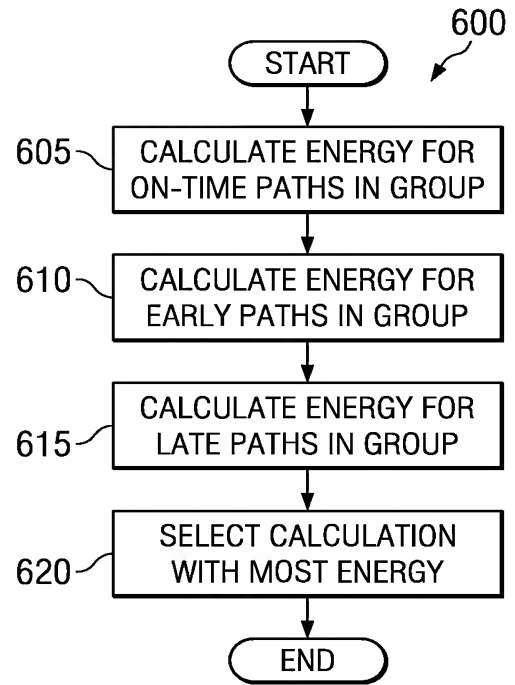 600
START
605
CALCULATE ENERGY FOR
ON-TIME PATHS IN GROUP
610
CALCULATE ENERGY FOR
EARLY PATHS IN GROUP
615
CALCULATE ENERGY FOR
LATE PATHS IN GROUP
620
SELECT CALCULATION
WITH MOST ENERGY
END